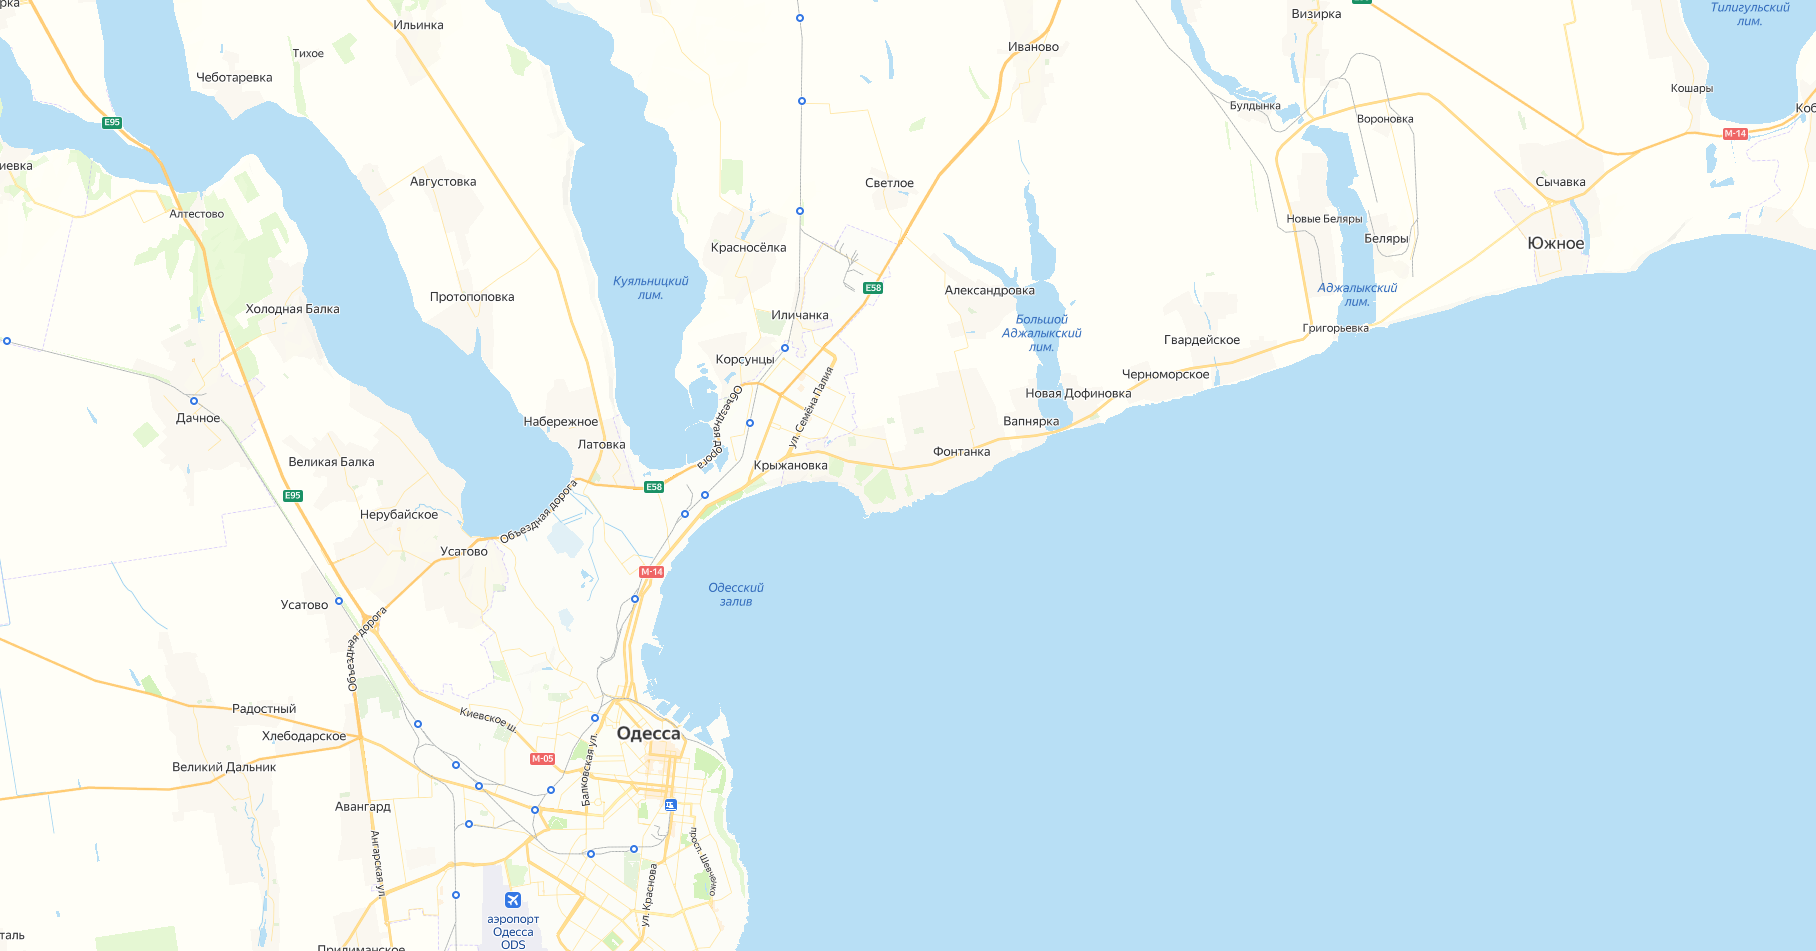 рка
Ильинка
Визирка
Тилигульский
лим.
Тихое
Иваново
Чеботаревка
Кошары
Булдынка
Коб
Вороновка
E95
М-14
иевка
Августовка
Светлое
Сычавка
Алтестово
Новые Беляры
Беляры
Южное
Красносёлка
Куяльницкий
лим.
E58
Александровка
Аджалыкский
лим.
Протопоповка
Холодная Балка
Иличанка
Большой
Аджалыкский
лим.
Григорьевка
Гвардейское
Корсунцы
Черноморское
Объездная дорога
ул. Семёна Палия
Новая Дофиновка
Дачное
Набережное
Вапнярка
Латовка
Фонтанка
Великая Балка
Крыжановка
E58
E95
Нерубайское
Объездная дорога
Усатово
М-14
Одесский
залив
Усатово
Объездная дорога
Радостный
Киевское ш.
Хлебодарское
Одесса
М-05
Балковская ул.
Великий Дальник
Авангард
Ангарская ул.
просп. Шевченко
ул. Краснова
аэропорт
Одесса
ODS
таль
Прилиманское